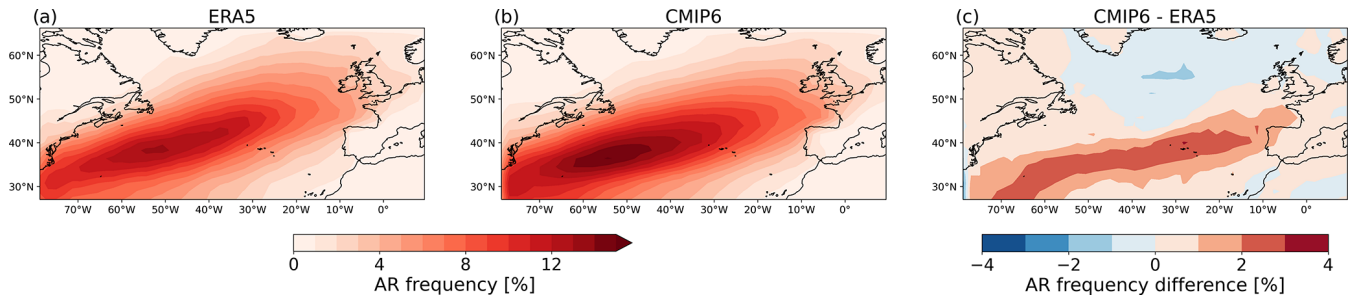 (a) ERA5 (b) CMIP6 (c) CMIP6 - ERA5
60°N 60°N 60°N
50°N 50°N 50°N
40°N 40°N 40°N
30°N 30°N 30°N
70°W 60°W 50°W 40°W 30°W 20°W 10°W 0° 70°W 60°W 50°W 40°W 30°W 20°W 10°W 0° 70°W 60°W 50°W 40°W 30°W 20°W 10°W 0°
0 4 8 12 −4 −2 0 2 4
AR frequency [%] AR frequency difference [%]